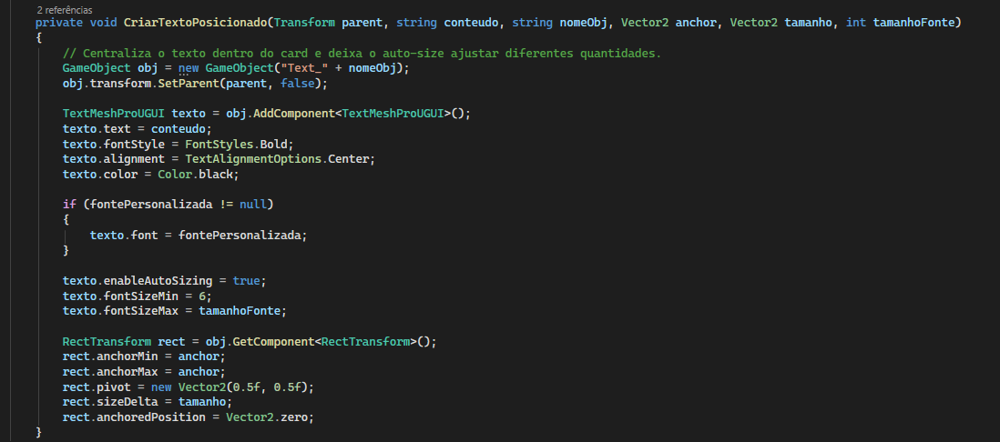 2 referências
private void CriarTextoPosicionado(Transform parent, string conteudo, string nomeObj, Vector2 anchor, Vector2 tamanho, int tamanhoFonte)
{
    // Centraliza o texto dentro do card e deixa o auto-size ajustar diferentes quantidades.
    GameObject obj = new GameObject("Text_" + nomeObj);
    obj.transform.SetParent(parent, false);

    TextMeshProUGUI texto = obj.AddComponent<TextMeshProUGUI>();
    texto.text = conteudo;
    texto.fontStyle = FontStyles.Bold;
    texto.alignment = TextAlignmentOptions.Center;
    texto.color = Color.black;

    if (fontePersonalizada != null)
    {
        texto.font = fontePersonalizada;
    }

    texto.enableAutoSizing = true;
    texto.fontSizeMin = 6;
    texto.fontSizeMax = tamanhoFonte;

    RectTransform rect = obj.GetComponent<RectTransform>();
    rect.anchorMin = anchor;
    rect.anchorMax = anchor;
    rect.pivot = new Vector2(0.5f, 0.5f);
    rect.sizeDelta = tamanho;
    rect.anchoredPosition = Vector2.zero;
}